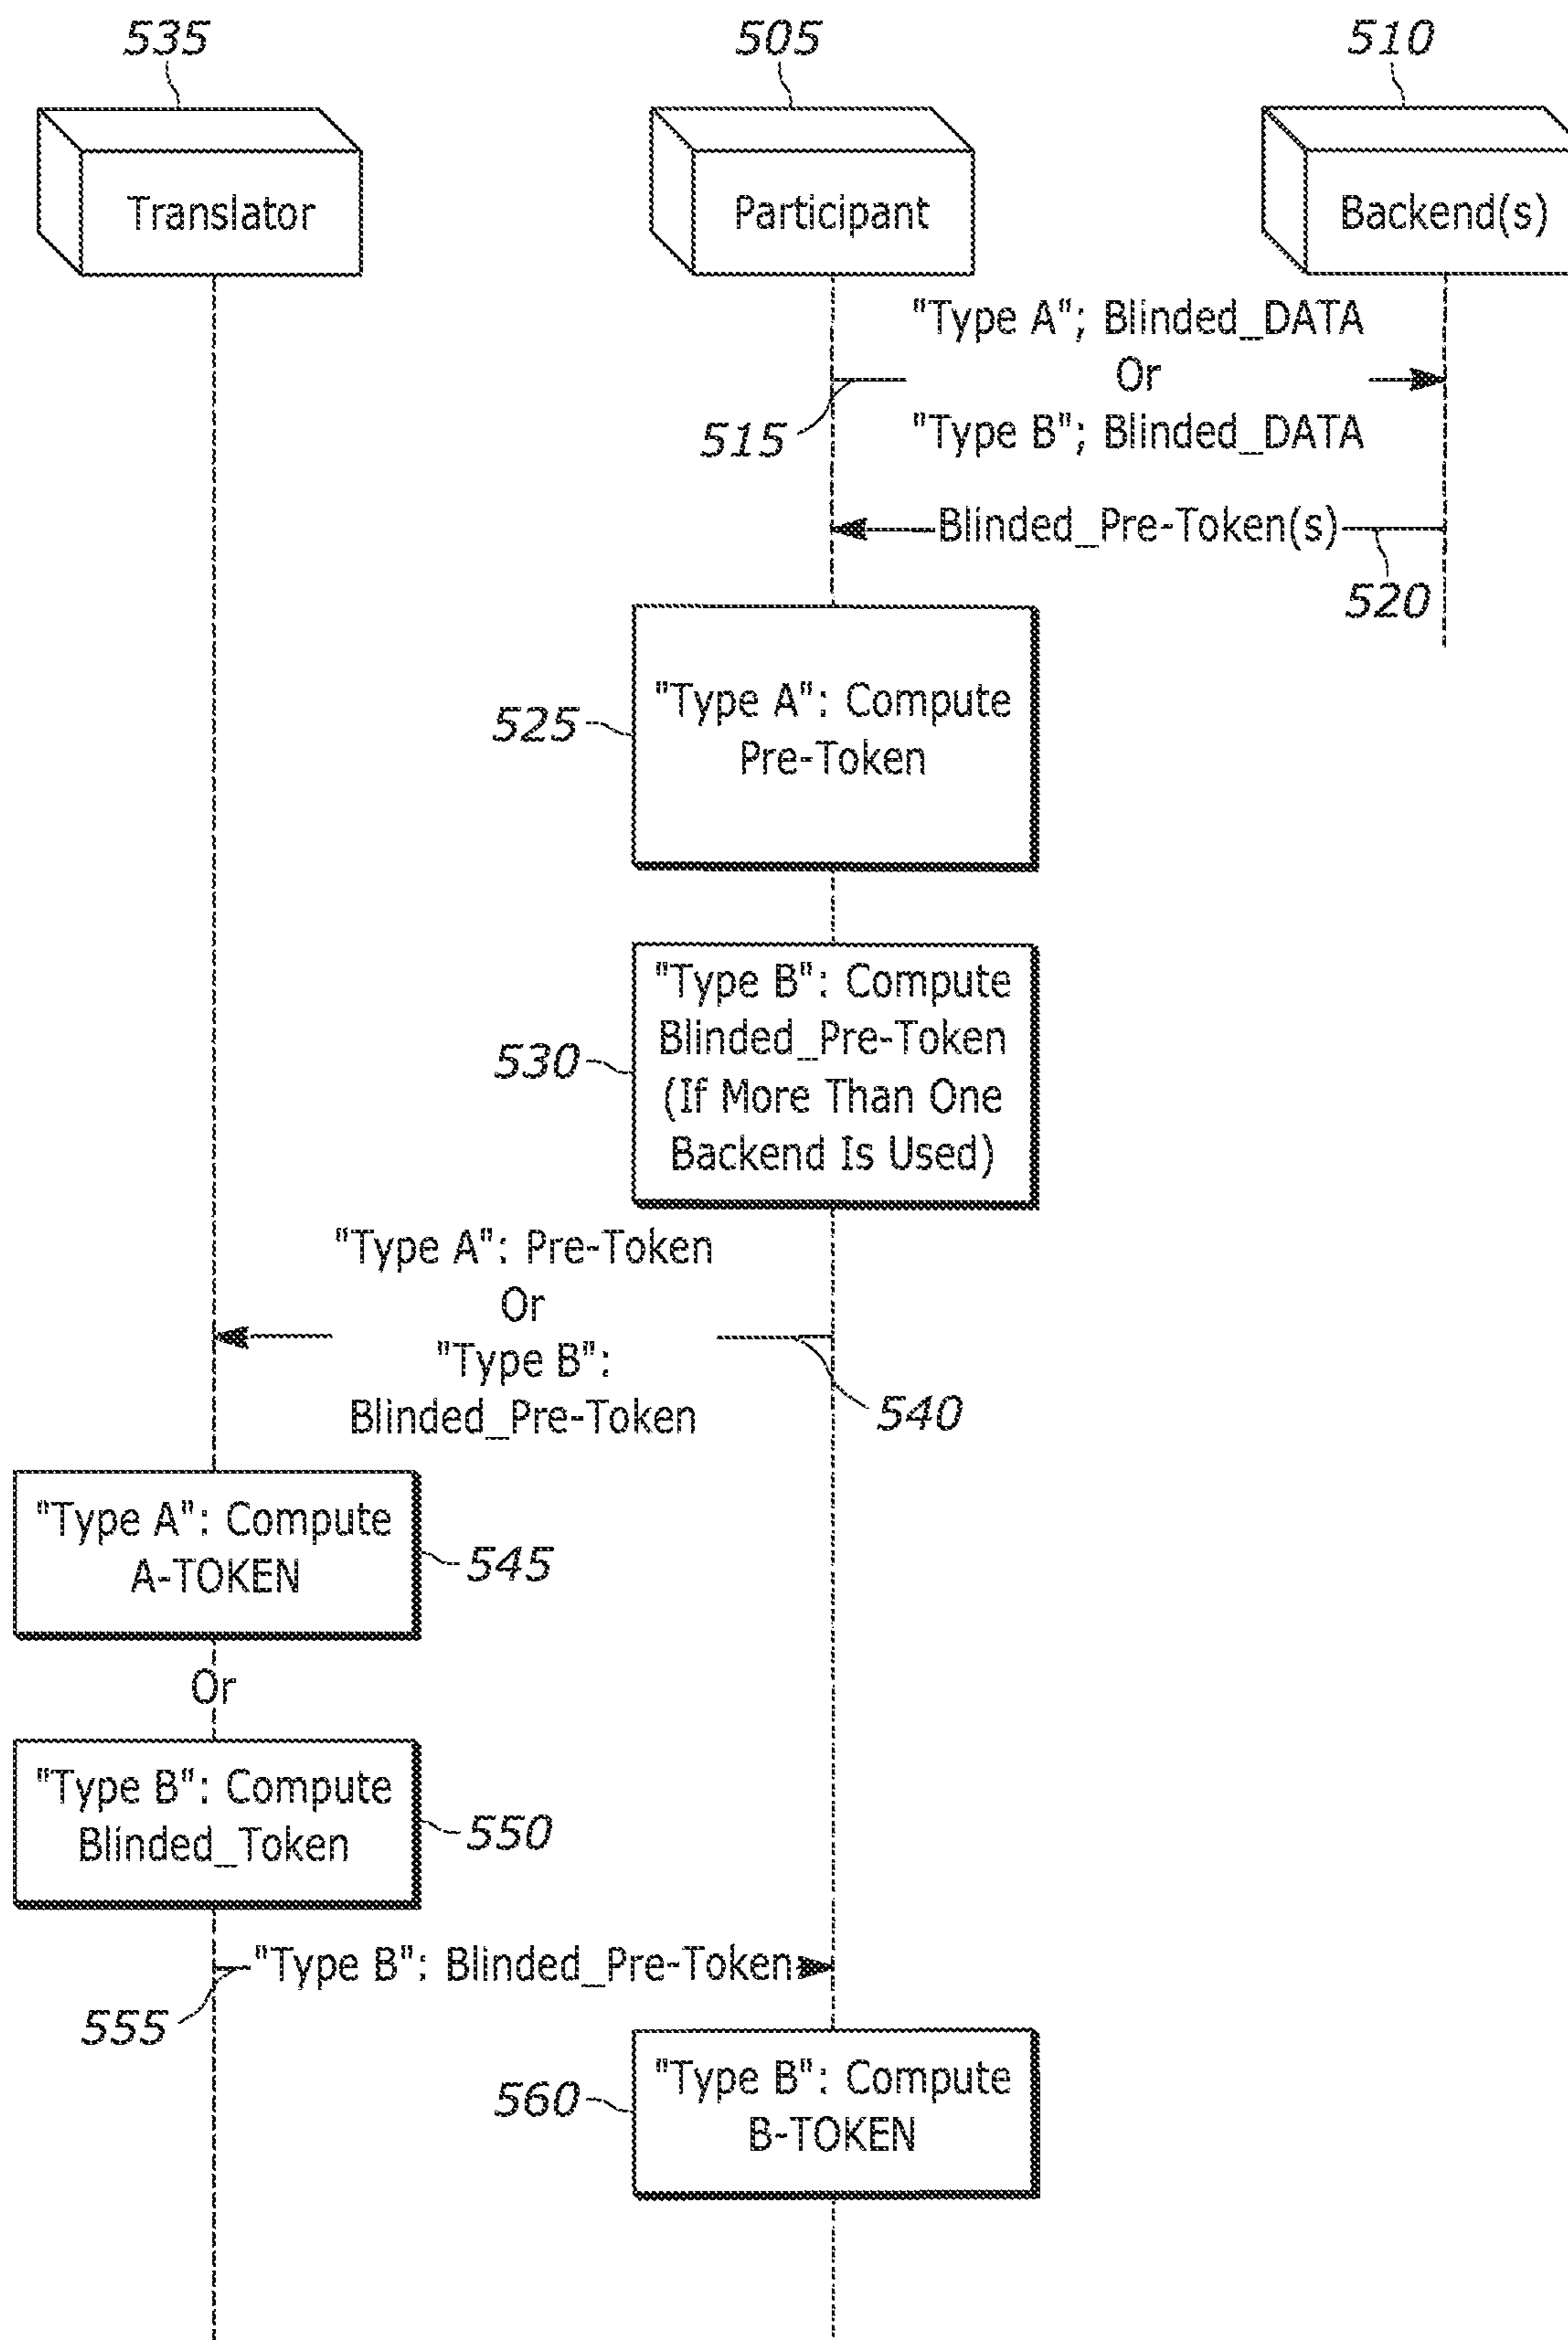 535
505
510
Translator
Participant
Backend(s)
"Type A"; Blinded_DATA
Or
"Type B"; Blinded_DATA
515
Blinded_Pre-Token(s)
520
"Type A": Compute
Pre-Token
525
"Type B": Compute
Blinded_Pre-Token
(If More Than One
Backend Is Used)
530
"Type A": Pre-Token
Or
"Type B":
Blinded_Pre-Token
540
"Type A": Compute
A-TOKEN
545
Or
"Type B": Compute
Blinded_Token
550
"Type B": Blinded_Pre-Token
555
"Type B": Compute
B-TOKEN
560